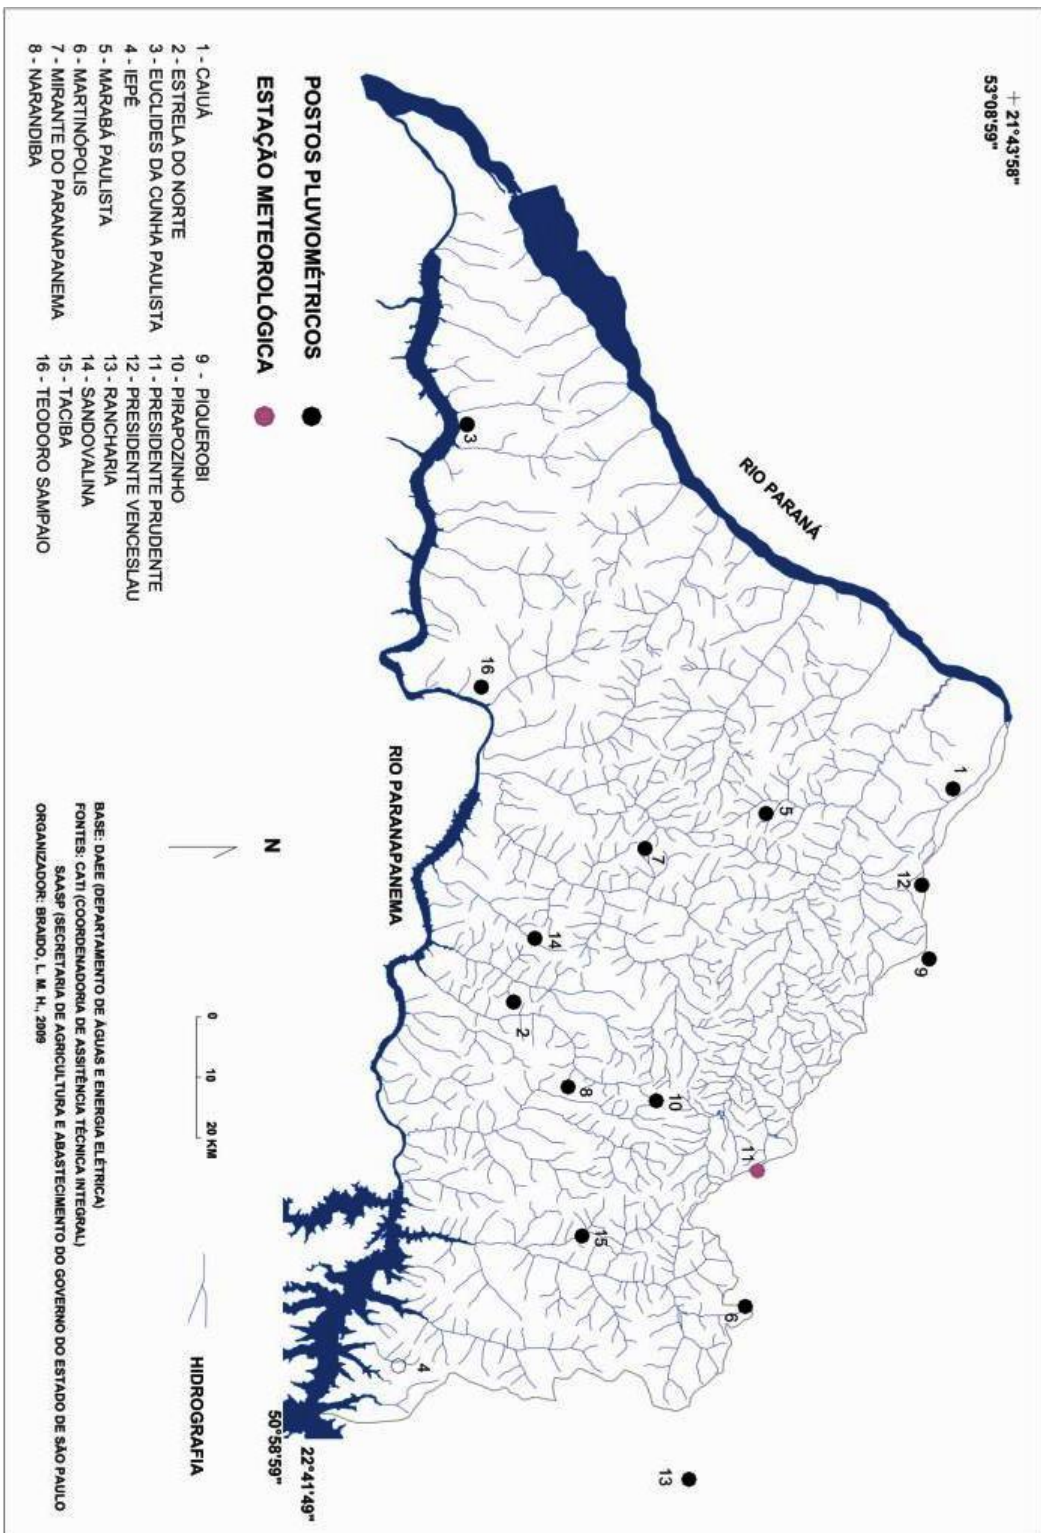 + 21°43'58"
53°08'59"
RIO PARANÁ
1
12
9
5
7
11
10
6
14
2
8
15
3
16
4
13
RIO PARANAPANEMA
22°41'49"
50°58'59"
POSTOS PLUVIOMÉTRICOS
ESTAÇÃO METEOROLÓGICA
1 - CAIUÁ
2 - ESTRELA DO NORTE
3 - EUCLIDES DA CUNHA PAULISTA
4 - IEPÊ
5 - MARABÁ PAULISTA
6 - MARTINÓPOLIS
7 - MIRANTE DO PARANAPANEMA
8 - NARANDIBA
9 - PIQUEROBI
10 - PIRAPOZINHO
11 - PRESIDENTE PRUDENTE
12 - PRESIDENTE VENCESLAU
13 - RANCHARIA
14 - SANDOVALINA
15 - TACIBA
16 - TEODORO SAMPAIO
N
0 10 20 KM
HIDROGRAFIA
BASE: DAEE (DEPARTAMENTO DE ÁGUAS E ENERGIA ELÉTRICA)
FONTES: CATI (COORDENADORIA DE ASSITÊNCIA TÉCNICA INTEGRAL)
SAASP (SECRETARIA DE AGRICULTURA E ABASTECIMENTO DO GOVERNO DO ESTADO DE SÃO PAULO
ORGANIZADOR: BRAIDO, L. M. H., 2009